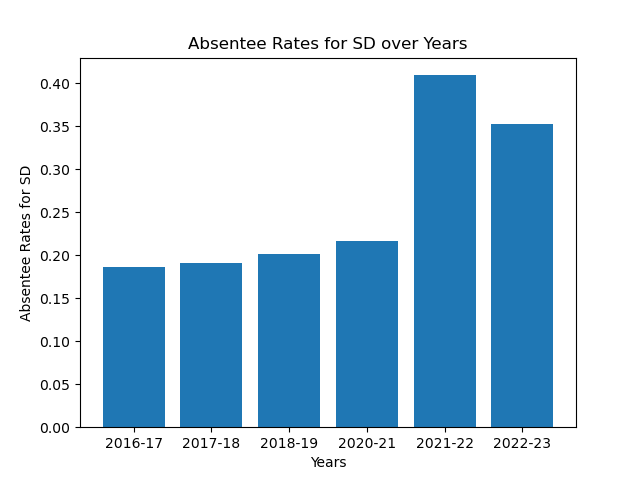 Absentee Rates for SD over Years
0.40
0.35
0.30
0.25
0.20
0.15
0.10
0.05
0.00
Absentee Rates for SD
2016-17 2017-18 2018-19 2020-21 2021-22 2022-23
Years